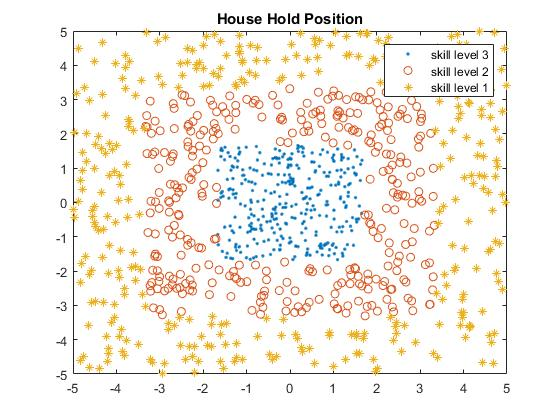 House Hold Position
skill level 3
skill level 2
skill level 1
5
4
3
2
1
0
-1
-2
-3
-4
-5
-5 -4 -3 -2 -1 0 1 2 3 4 5